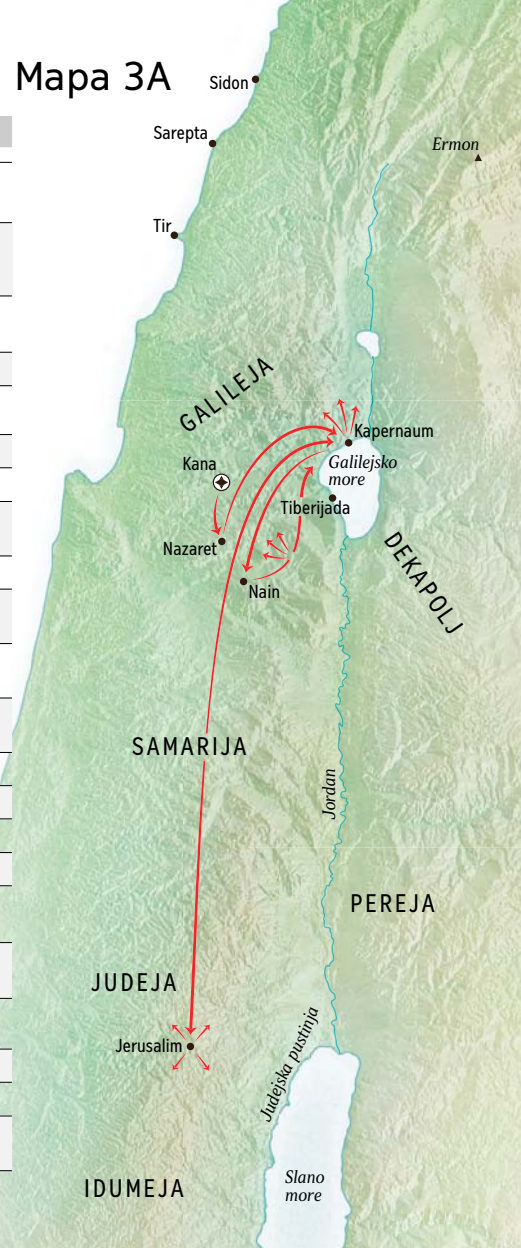 Mapa 3A
Sidon
Sarepta
Ermon
Tir
GALILEJA
Kapernaum
Kana
Galilejsko
more
Tiberijada
Nazaret
DEKAPOLJ
Nain
SAMARIJA
Jordan
PEREJA
JUDEJA
Jerusalim
Judejska pustinja
Slano
more
IDUMEJA